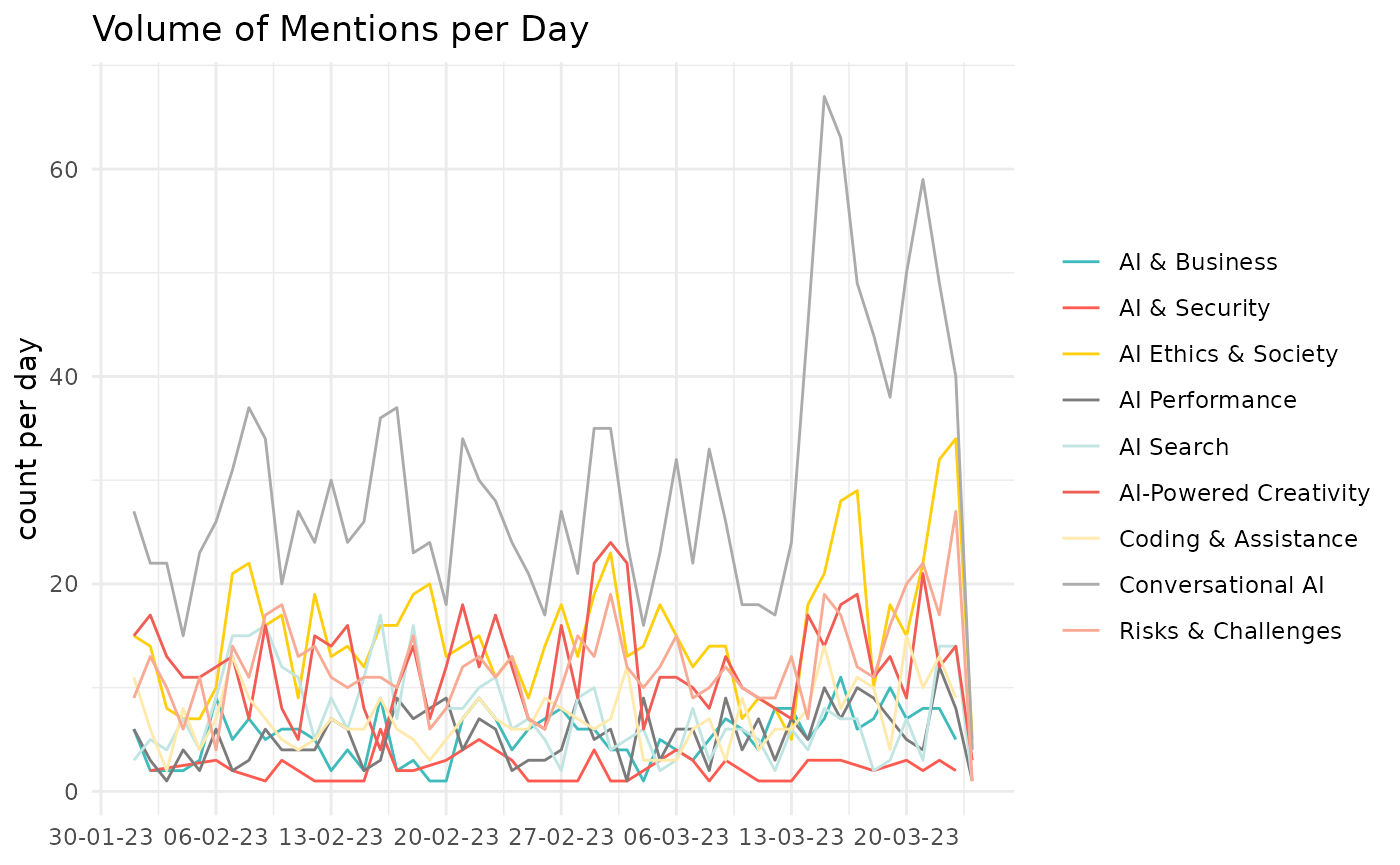 Volume of Mentions per Day
count per day
60
40
20
0
30-01-23 06-02-23 13-02-23 20-02-23 27-02-23 06-03-23 13-03-23 20-03-23
AI & Business
AI & Security
AI Ethics & Society
AI Performance
AI Search
AI-Powered Creativity
Coding & Assistance
Conversational AI
Risks & Challenges